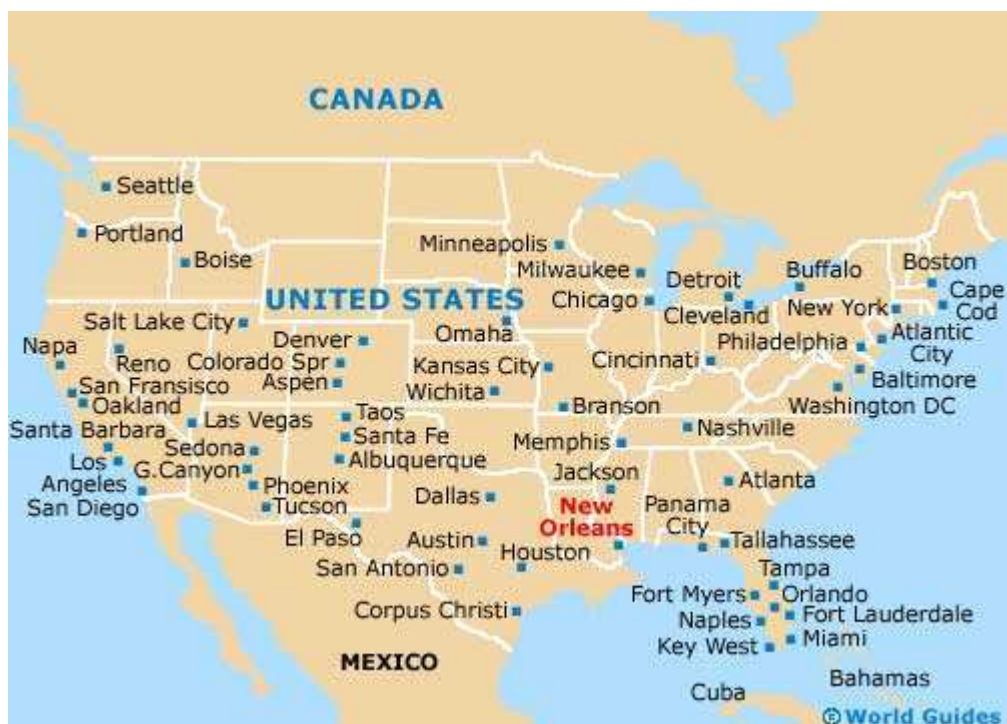 CANADA
Seattle
Portland
Boise
Minneapolis
Milwaukee
Detroit
Buffalo
Boston
UNITED STATES
Chicago
Cleveland
New York
Cape
Cod
Salt Lake City
Omaha
Napa
Reno
Denver
Colorado Spr
Aspen
Kansas City
Cincinnati
Philadelphia
Atlantic
City
San Fransisco
Oakland
Wichita
Baltimore
Washington DC
Las Vegas
Taos
Branson
Santa Barbara
Sedona
Santa Fe
Memphis
Nashville
Los
Angeles
G.Canyon
Albuquerque
Jackson
Atlanta
San Diego
Phoenix
Tucson
Dallas
New
Orleans
Panama
City
El Paso
Austin
Houston
Tallahassee
San Antonio
Tampa
Corpus Christi
Fort Myers
Orlando
Naples
Fort Lauderdale
Key West
Miami
MEXICO
Cuba
Bahamas
© World Guides